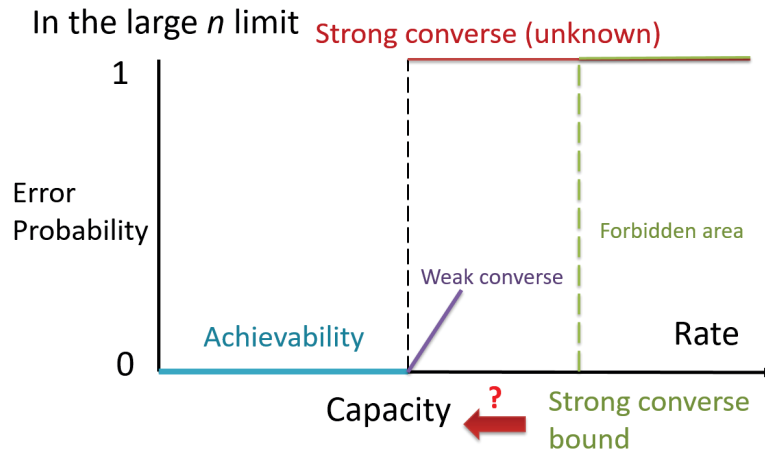 In the large n limit
Strong converse (unknown)
1
Error
Probability
Forbidden area
Weak converse
Achievability
Rate
0
Capacity
?
Strong converse
bound